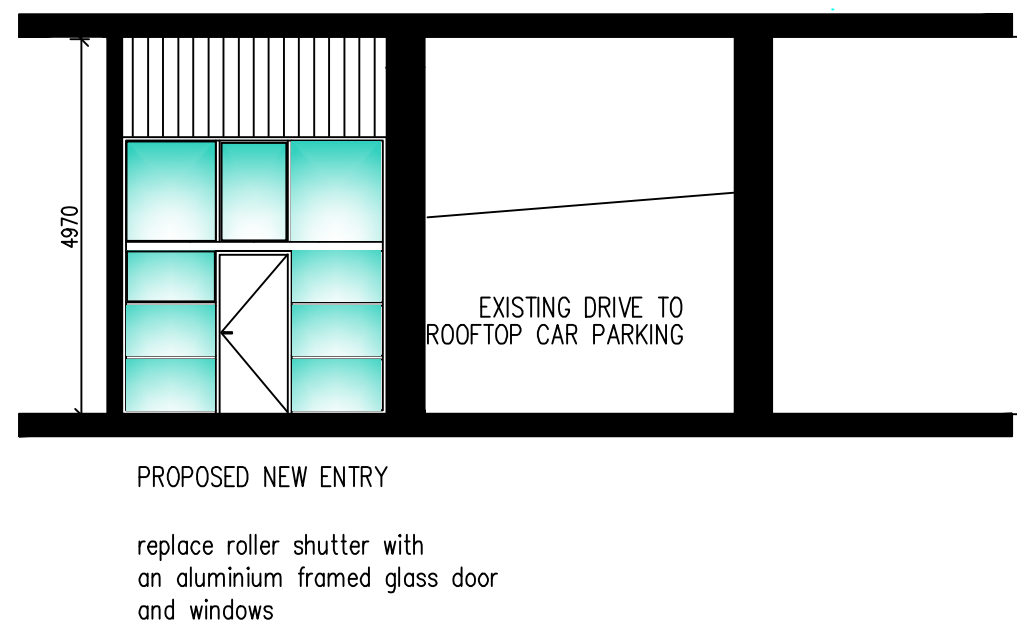 4970
EXISTING DRIVE TO
ROOFTOP CAR PARKING
PROPOSED NEW ENTRY
replace roller shutter with
an aluminium framed glass door
and windows